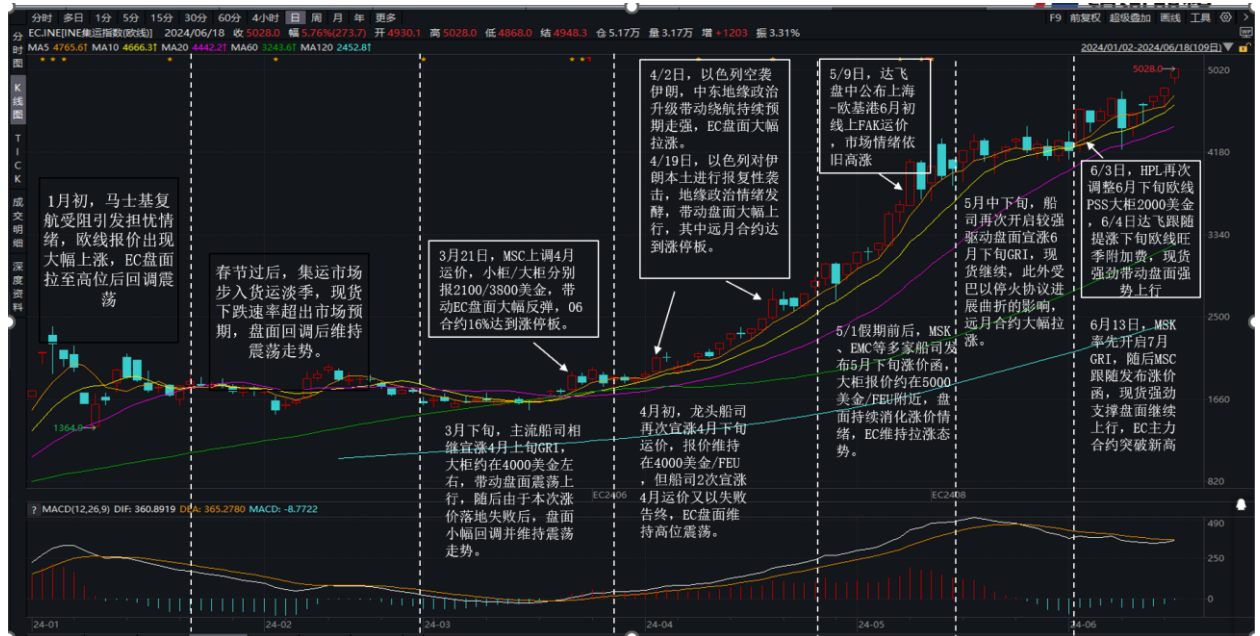 分时 多日 1分 5分 15分 30分 60分 4小时 日 周 月 年 更多
F9 前复权 超级叠加 画线 工具
EC.INE[INE集运指数(欧线)] 2024/06/18 收5028.0 幅5.76%(273.7) 开4930.1 高5028.0 低4868.0 结4948.3 仓5.17万 量3.17万 增+1203 振3.31%
MA5 4765.6↑ MA10 4666.3↑ MA20 4442.2↑ MA60 3243.6↑ MA120 2452.8↑
2024/01/02-2024/06/18(109日)
分时图
K线图
TICK
成交明细
深度资料
1月初，马士基复
航受阻引发担忧情
绪，欧线报价出现
大幅上涨，EC盘面
拉至高位后回调震
荡
春节过后，集运市场
步入货运淡季，现货
下跌速率超出市场预
期，盘面回调后维持
震荡走势。
3月21日，MSC上调4月
运价，小柜/大柜分别
报2100/3800美金，带
动EC盘面大幅反弹，06
合约16%达到涨停板。
3月下旬，主流船司相
继宣涨4月上旬GRI，
大柜约在4000美金左
右，带动盘面震荡上
行，随后由于本次涨
价落地失败后，盘面
小幅回调并维持震荡
走势。
4/2日，以色列空袭
伊朗，中东地缘政治
升级带动绕航持续预
期走强，EC盘面大幅
拉涨。
4/19日，以色列对伊
朗本土进行报复性袭
击，地缘政治情绪发
酵，带动盘面大幅上
行，其中远月合约达
到涨停板。
4月初，龙头船司
再次宣涨4月下旬
运价，报价维持
在4000美金/FEU
，但船司2次宣涨
4月运价又以失败
告终，EC盘面维
持高位震荡。
5/9日，达飞
盘中公布上海
-欧基港6月初
线上FAK运价
，市场情绪依
旧高涨
5/1假期前后，MSK
、EMC等多家船司发
布5月下旬涨价函，
大柜报价约在5000
美金/FEU附近，盘
面持续消化涨价情
绪，EC维持拉涨态
势。
5月中下旬，船
司再次开启较强
驱动盘面宣涨6
月下旬GRI，现
货继续，此外受
巴以停火协议进
展曲折的影响，
远月合约大幅拉
涨。
6/3日，HPL再次
调整6月下旬欧线
PSS大柜2000美金
，6/4日达飞跟随
提涨下旬欧线旺
季附加费，现货
强劲带动盘面强
势上行
6月13日，MSK
率先开启7月
GRI，随后MSC
跟随发布涨价
函，现货强劲
支撑盘面继续
上行，EC主力
合约突破新高
5028.0→
1364.0→
5020
4180
3340
2500
1660
820
EC2406
EC2408
? MACD(12,26,9) DIF: 360.8919 DEA: 365.2780 MACD: -8.7722
490
250
0
24-01 24-02 24-03 24-04 24-05 24-06